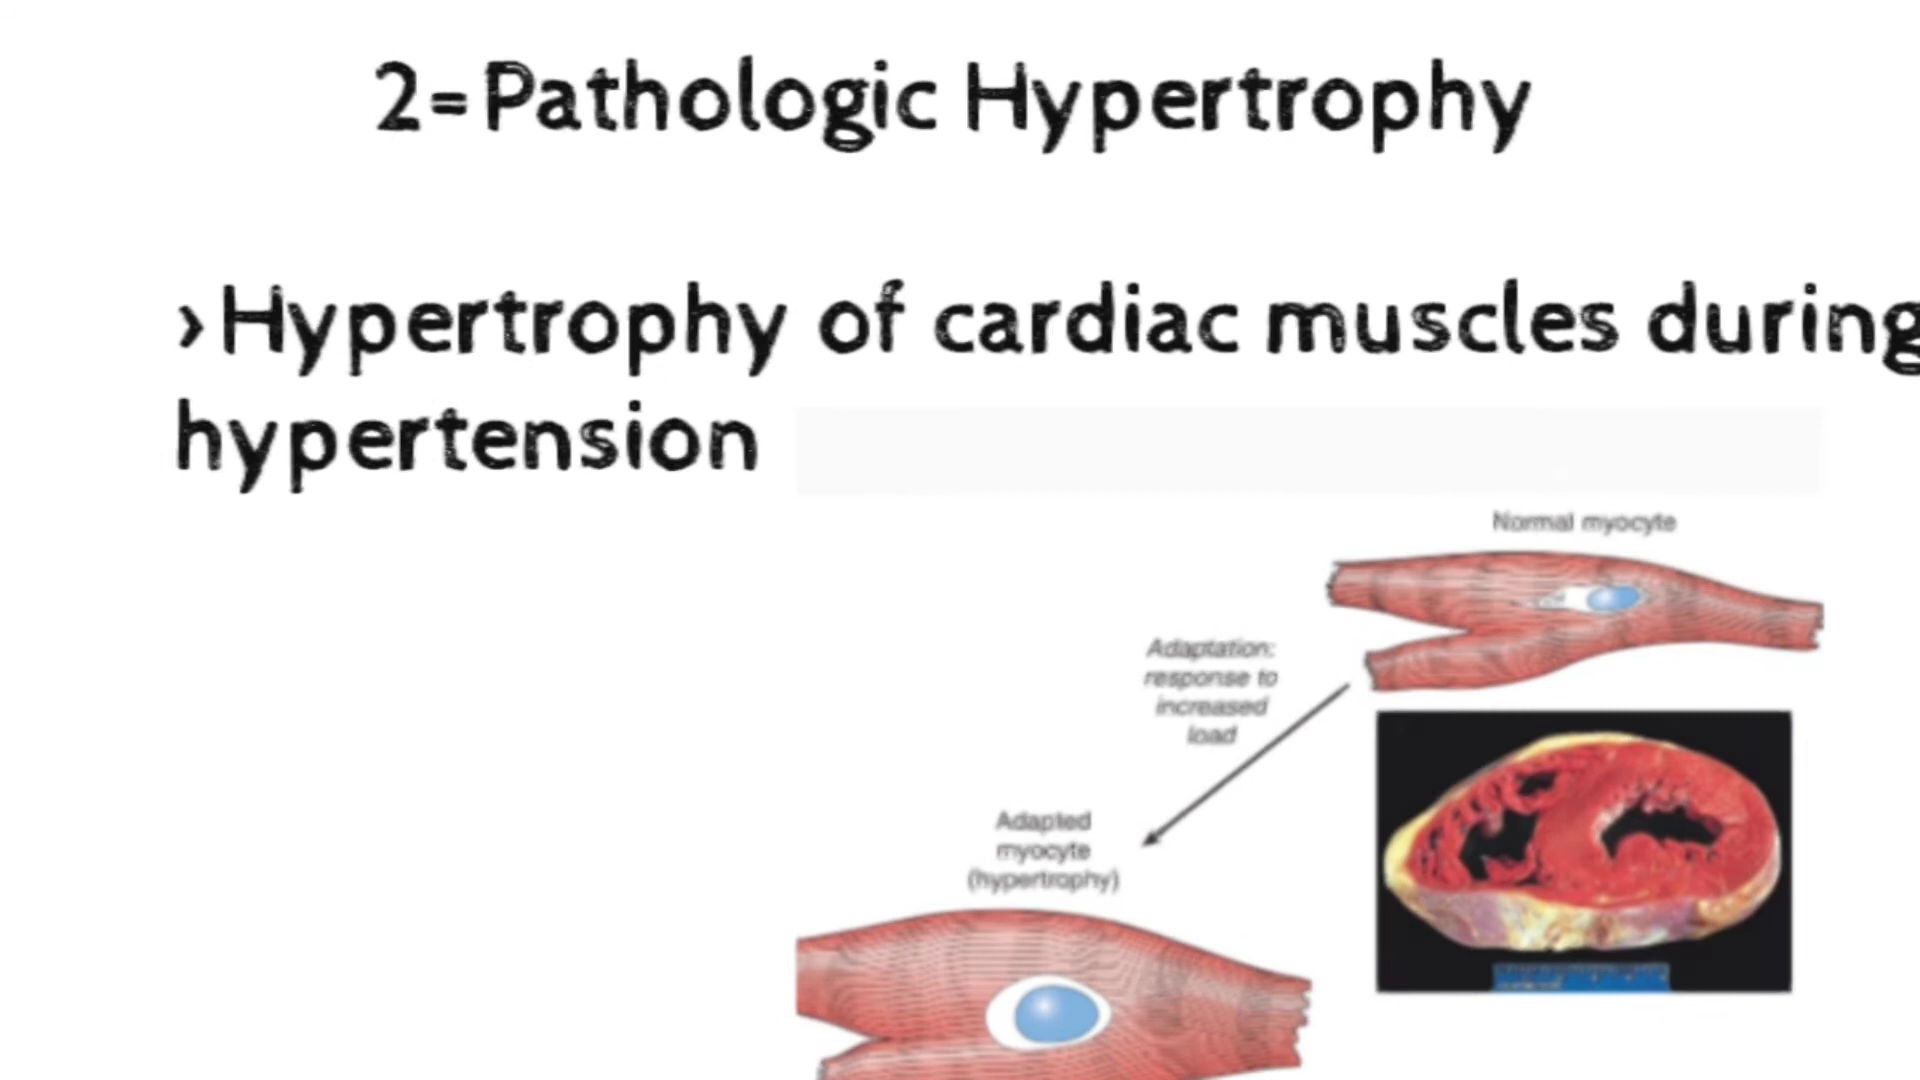 2=Pathologic Hypertrophy
›Hypertrophy of cardiac muscles during
hypertension
Normal myocyte
Adaptation:
response to
increased
load
Adapted
myocyte
(hypertrophy)